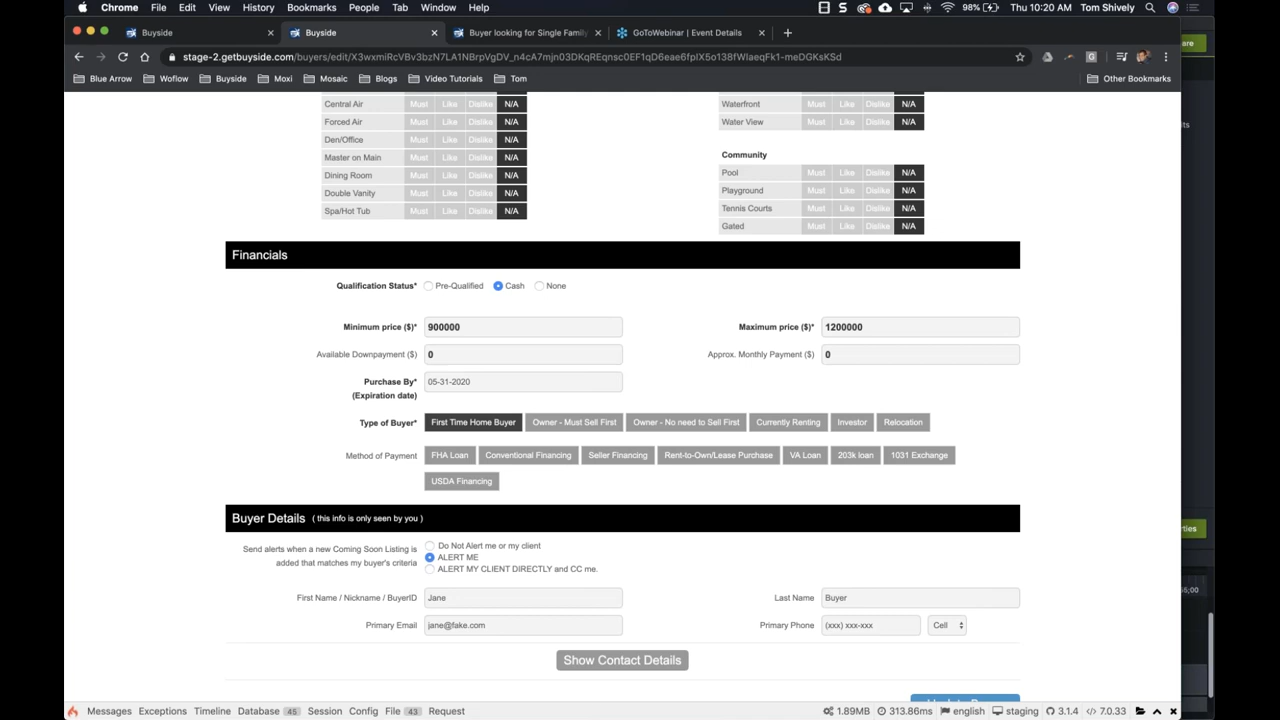 Chrome File Edit View History Bookmarks People Tab Window Help 98% Thu 10:20 AM Tom Shively
Buyside Buyside Buyer looking for Single Family GoToWebinar | Event Details
stage-2.getbuyside.com
Blue Arrow Woflow Buyside Moxi Mosaic Blogs Video Tutorials Tom Other Bookmarks
Central Air Must Like Dislike N/A Waterfront Must Like Dislike N/A
Forced Air Must Like Dislike N/A Water View Must Like Dislike N/A
Den/Office Must Like Dislike N/A
Master on Main Must Like Dislike N/A Community
Dining Room Must Like Dislike N/A Pool Must Like Dislike N/A
Double Vanity Must Like Dislike N/A Playground Must Like Dislike N/A
Spa/Hot Tub Must Like Dislike N/A Tennis Courts Must Like Dislike N/A
Gated Must Like Dislike N/A
Financials
Qualification Status* Pre-Qualified Cash None
Minimum price ($)* 900000 Maximum price ($)* 1200000
Available Downpayment ($) 0 Approx. Monthly Payment ($) 0
Purchase By* 05-31-2020
(Expiration date)
Type of Buyer* First Time Home Buyer Owner - Must Sell First Owner - No need to Sell First Currently Renting Investor Relocation
Method of Payment FHA Loan Conventional Financing Seller Financing Rent-to-Own/Lease Purchase VA Loan 203k loan 1031 Exchange
USDA Financing
Buyer Details ( this info is only seen by you )
Send alerts when a new Coming Soon Listing is Do Not Alert me or my client
added that matches my buyer's criteria ALERT ME
ALERT MY CLIENT DIRECTLY and CC me.
First Name / Nickname / BuyerID Jane Last Name Buyer
Primary Email jane@fake.com Primary Phone (xxx) xxx-xxx Cell
Show Contact Details
Messages Exceptions Timeline Database 45 Session Config File 43 Request 1.89MB 313.86ms english staging 3.1.4 7.0.33